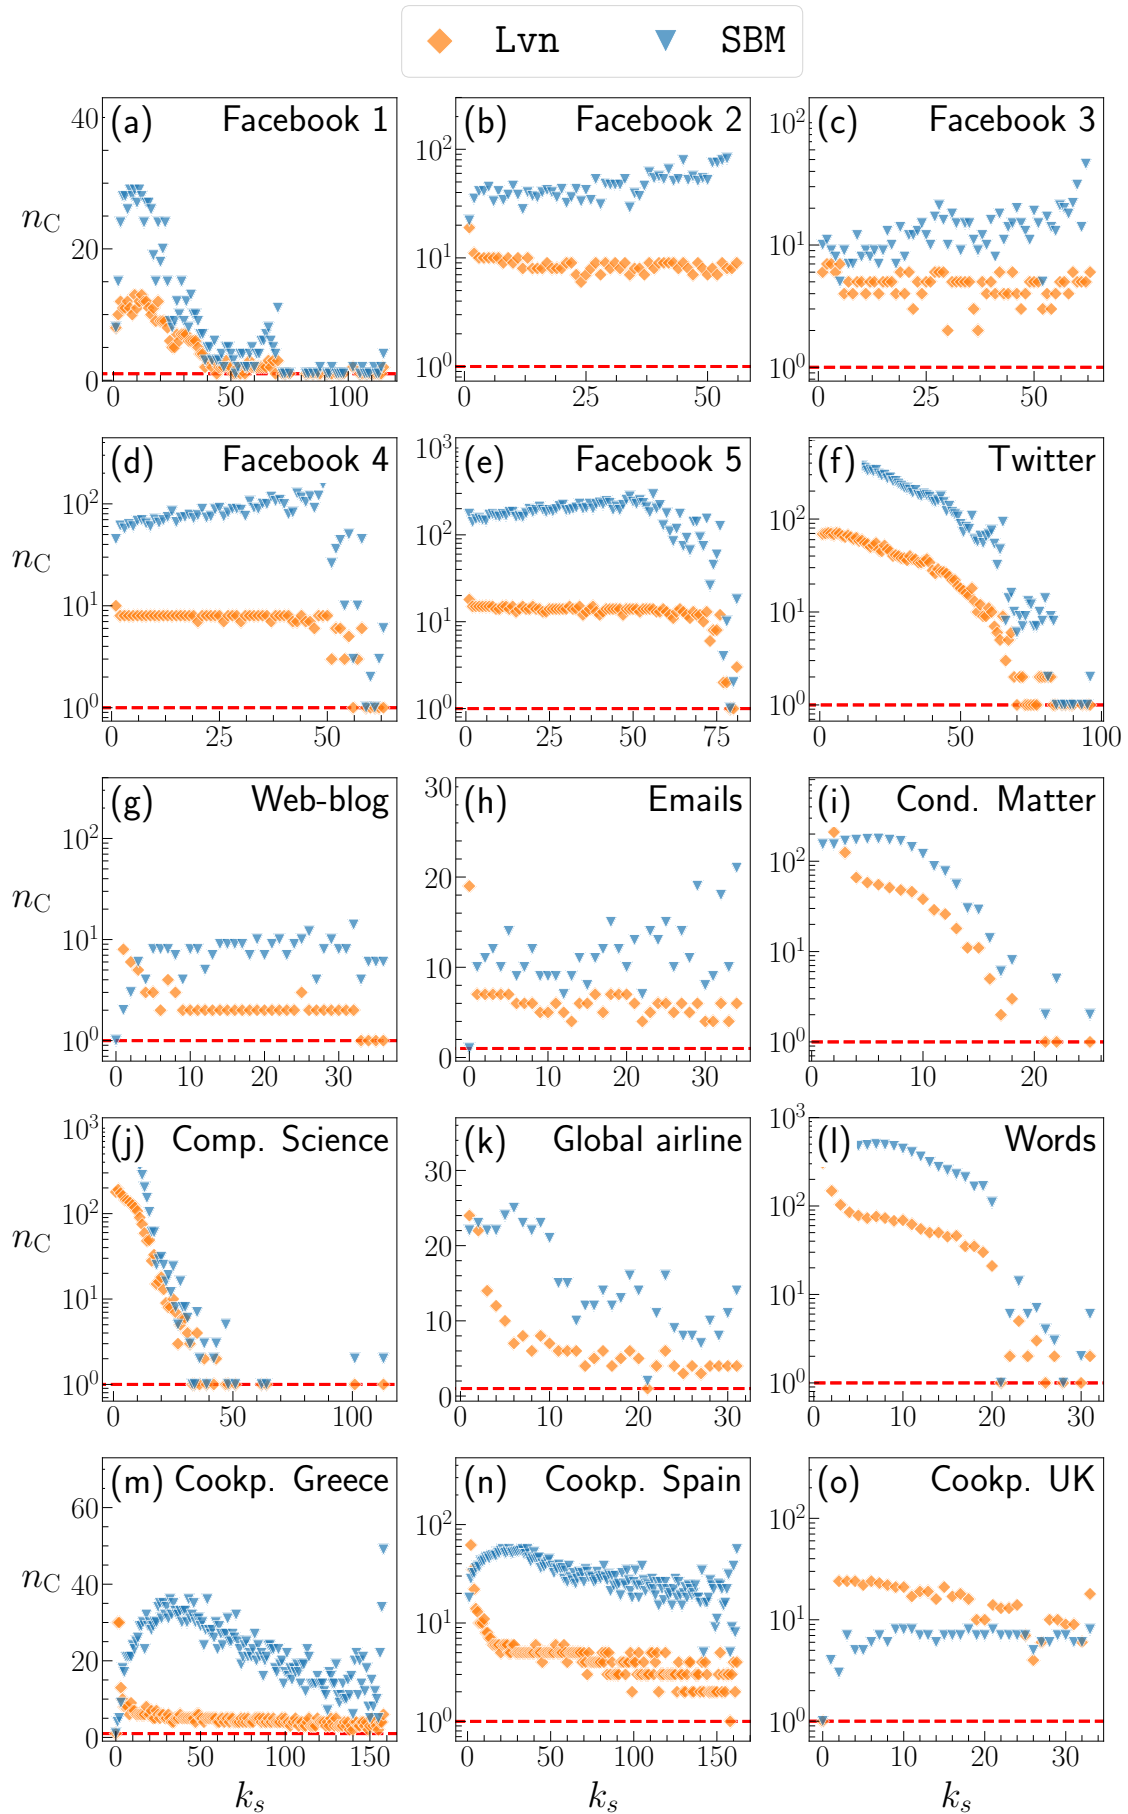 Lvn SBM
(a) Facebook 1
(b) Facebook 2
(c) Facebook 3
n_C
40
20
0
0 50 100
10^2
10^1
10^0
0 25 50
10^2
10^1
10^0
0 25 50
(d) Facebook 4
(e) Facebook 5
(f) Twitter
n_C
10^2
10^1
10^0
0 25 50
10^3
10^2
10^1
10^0
0 25 50 75
10^2
10^1
10^0
0 50 100
(g) Web-blog
(h) Emails
(i) Cond. Matter
n_C
10^2
10^1
10^0
0 10 20 30
30
20
10
0
0 10 20 30
10^2
10^1
10^0
0 20
(j) Comp. Science
(k) Global airline
(l) Words
n_C
10^3
10^2
10^1
10^0
0 50 100
30
20
10
0
0 10 20 30
10^3
10^2
10^1
10^0
0 10 20 30
(m) Cookp. Greece
(n) Cookp. Spain
(o) Cookp. UK
n_C
60
40
20
0
0 50 100 150
10^2
10^1
10^0
0 50 100 150
10^2
10^1
10^0
0 10 20 30
k_s k_s k_s